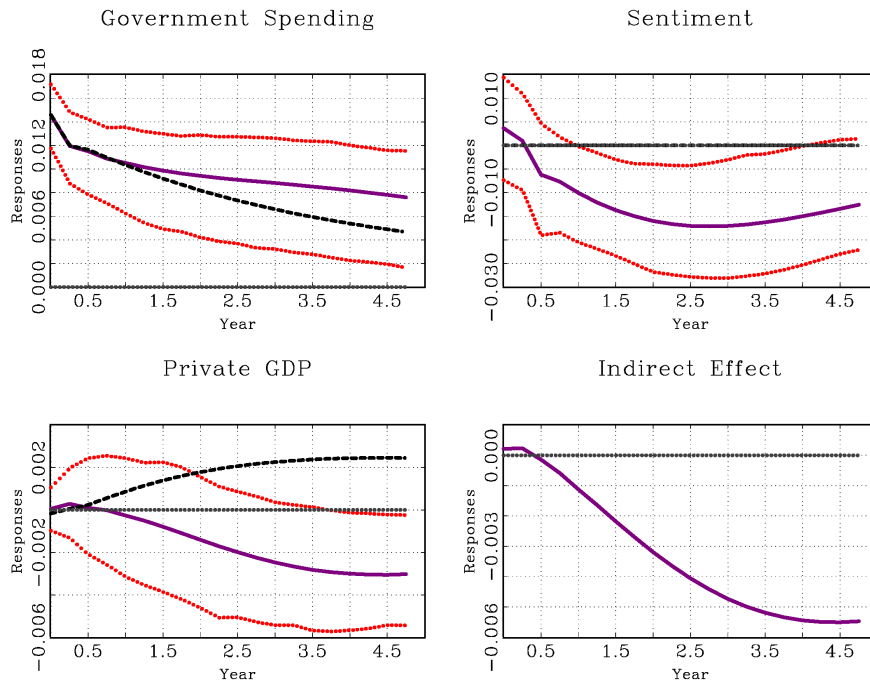 Government Spending
Responses
0.018
0.012
0.006
0.000
0.5
1.5
2.5
3.5
4.5
Year
Sentiment
Responses
0.010
−0.010
−0.030
0.5
1.5
2.5
3.5
4.5
Year
Private GDP
Responses
0.002
−0.002
−0.006
0.5
1.5
2.5
3.5
4.5
Year
Indirect Effect
Responses
0.000
−0.003
−0.006
0.5
1.5
2.5
3.5
4.5
Year